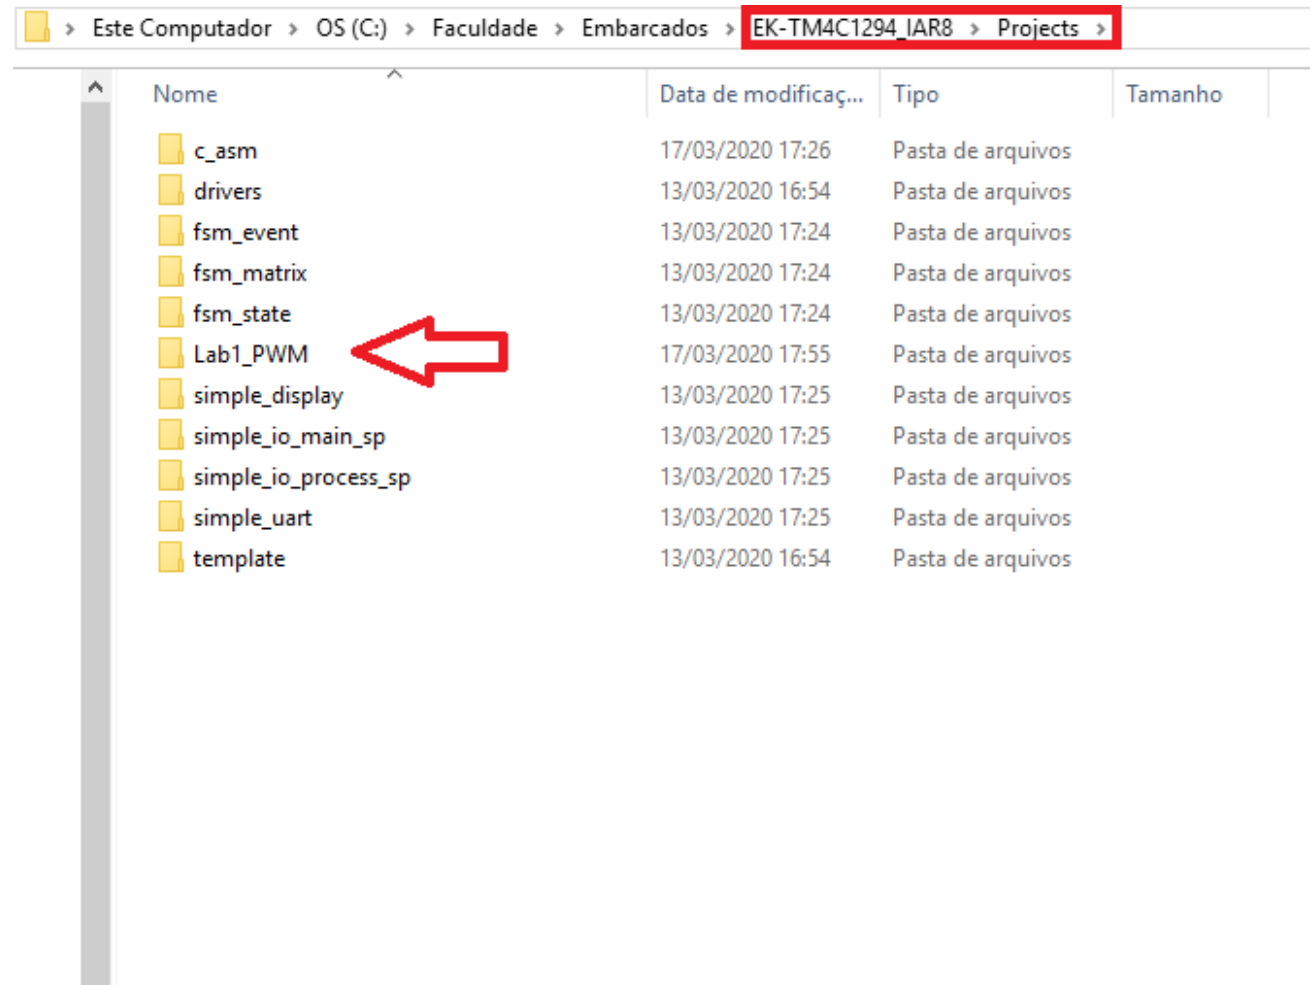 Este Computador > OS (C:) > Faculdade > Embarcados > EK-TM4C1294_IAR8 > Projects >
Nome Data de modificaç... Tipo Tamanho
c_asm 17/03/2020 17:26 Pasta de arquivos
drivers 13/03/2020 16:54 Pasta de arquivos
fsm_event 13/03/2020 17:24 Pasta de arquivos
fsm_matrix 13/03/2020 17:24 Pasta de arquivos
fsm_state 13/03/2020 17:24 Pasta de arquivos
Lab1_PWM 17/03/2020 17:55 Pasta de arquivos
simple_display 13/03/2020 17:25 Pasta de arquivos
simple_io_main_sp 13/03/2020 17:25 Pasta de arquivos
simple_io_process_sp 13/03/2020 17:25 Pasta de arquivos
simple_uart 13/03/2020 17:25 Pasta de arquivos
template 13/03/2020 16:54 Pasta de arquivos